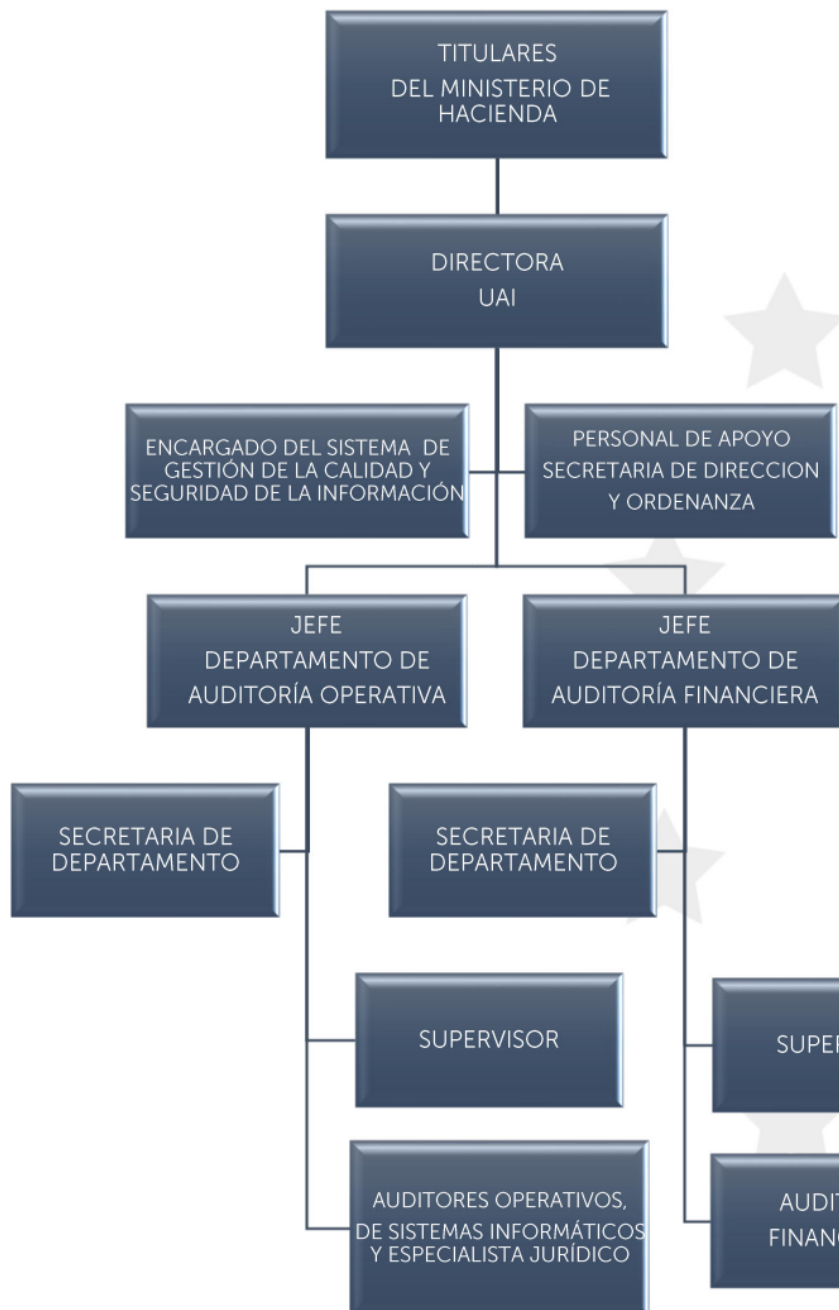 TITULARES
DEL MINISTERIO DE
HACIENDA
DIRECTORA
UAI
ENCARGADO DEL SISTEMA DE
GESTIÓN DE LA CALIDAD Y
SEGURIDAD DE LA INFORMACIÓN
PERSONAL DE APOYO
SECRETARIA DE DIRECCION
Y ORDENANZA
JEFE
DEPARTAMENTO DE
AUDITORÍA OPERATIVA
JEFE
DEPARTAMENTO DE
AUDITORÍA FINANCIERA
SECRETARIA DE
DEPARTAMENTO
SECRETARIA DE
DEPARTAMENTO
SUPERVISOR
AUDITORES OPERATIVOS,
DE SISTEMAS INFORMÁTICOS
Y ESPECIALISTA JURÍDICO